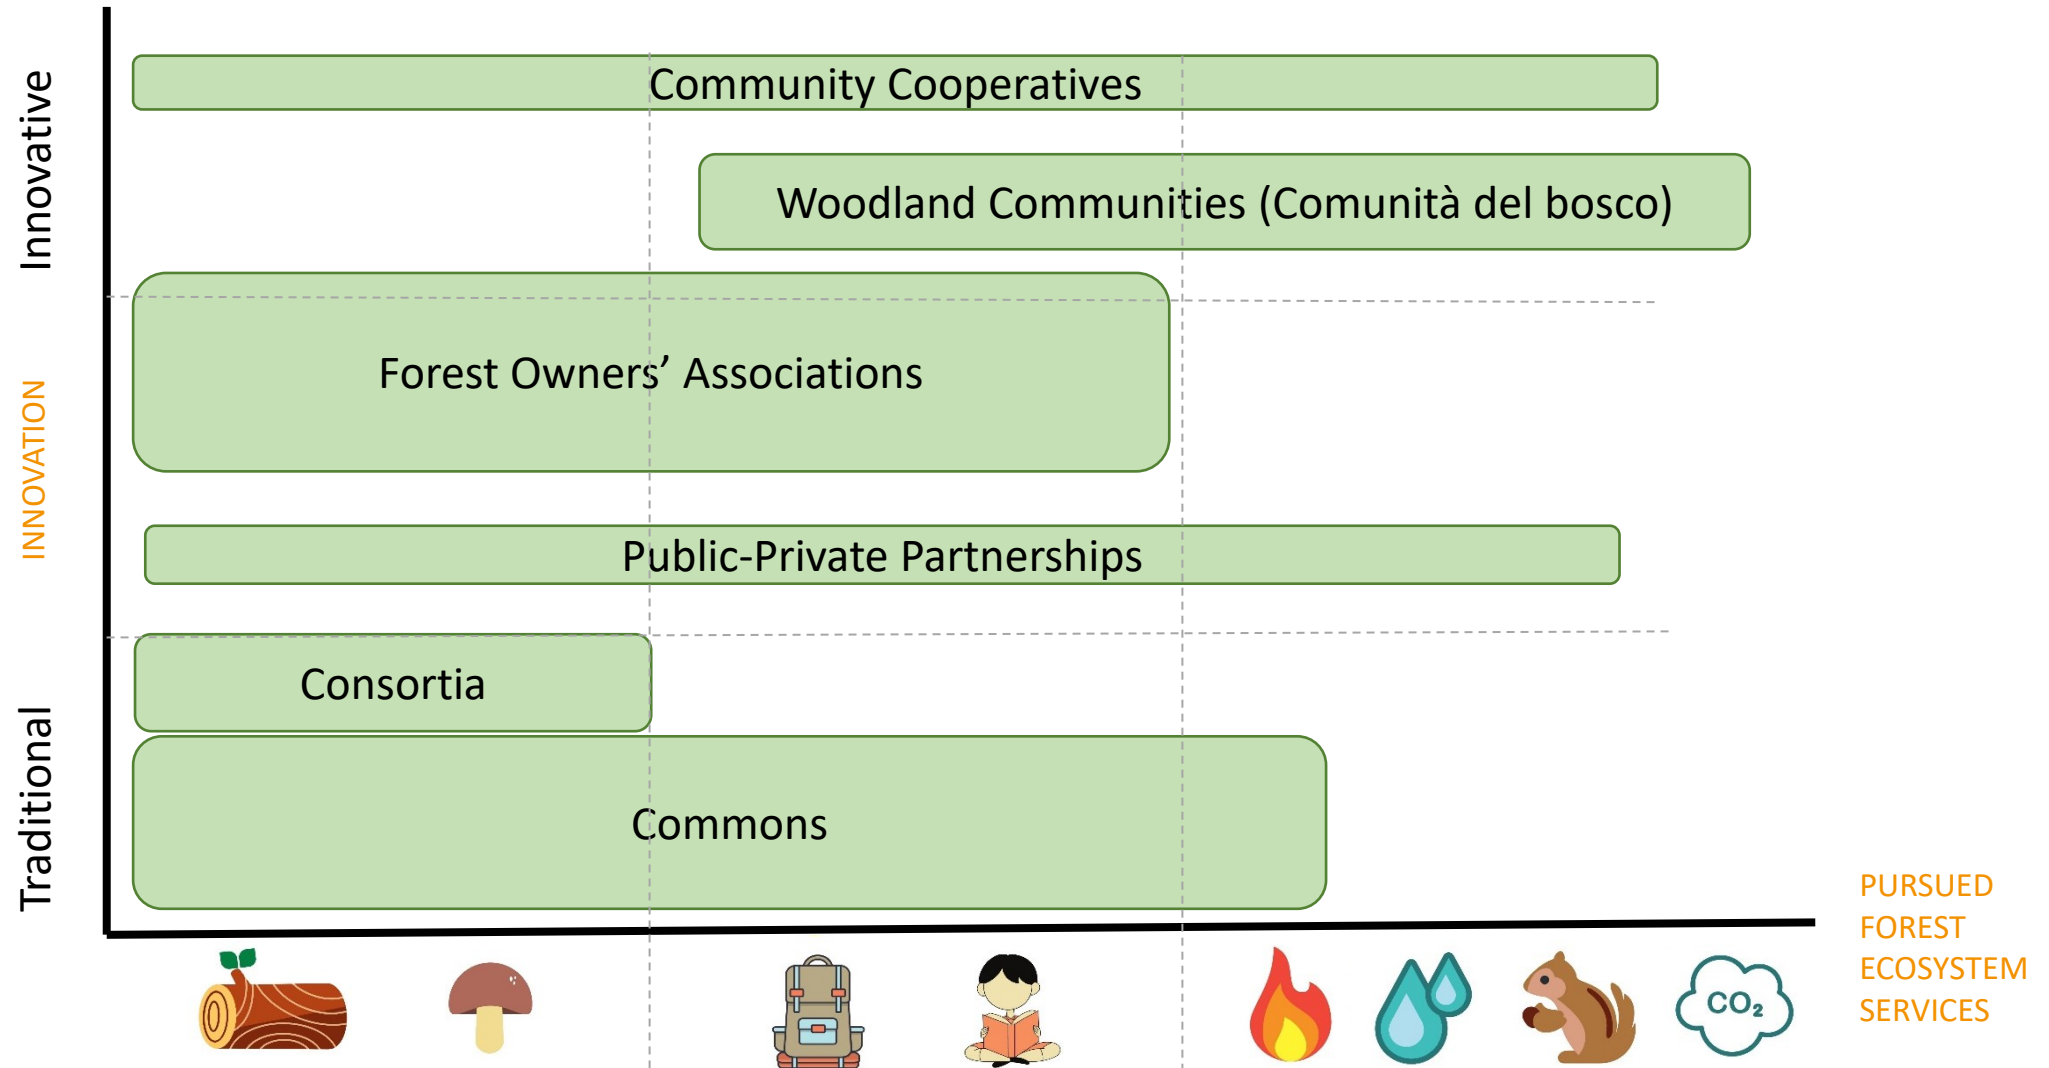 Innovative
INNOVATION
Traditional
Community Cooperatives
Woodland Communities (Comunità del bosco)
Forest Owners’ Associations
Public-Private Partnerships
Consortia
Commons
CO₂
PURSUED
FOREST
ECOSYSTEM
SERVICES